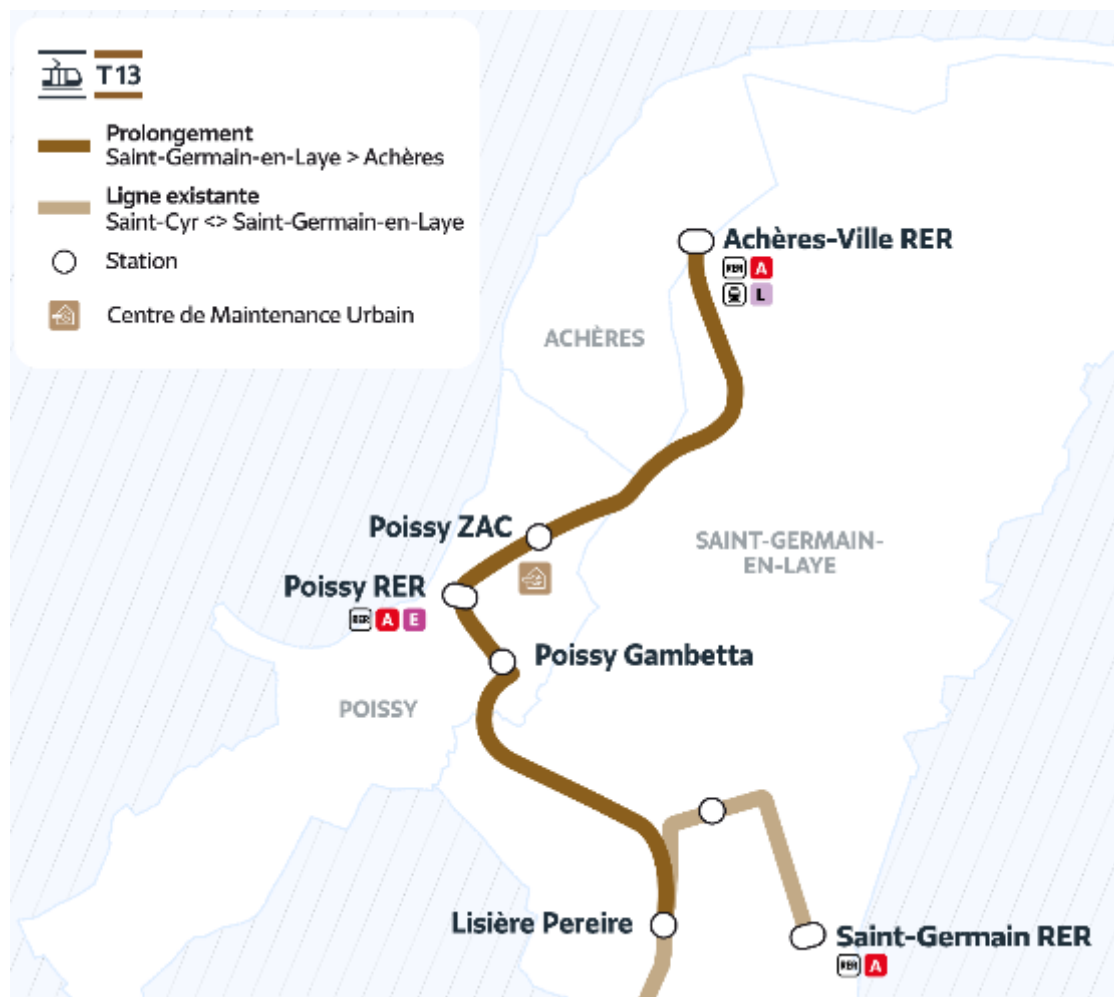 T13
Prolongement
Saint-Germain-en-Laye > Achères
Ligne existante
Saint-Cyr <> Saint-Germain-en-Laye
Station
Centre de Maintenance Urbain
Achères-Ville RER
RER A
L
ACHÈRES
Poissy ZAC
SAINT-GERMAIN-
EN-LAYE
Poissy RER
RER A E
Poissy Gambetta
POISSY
Lisière Pereire
Saint-Germain RER
RER A